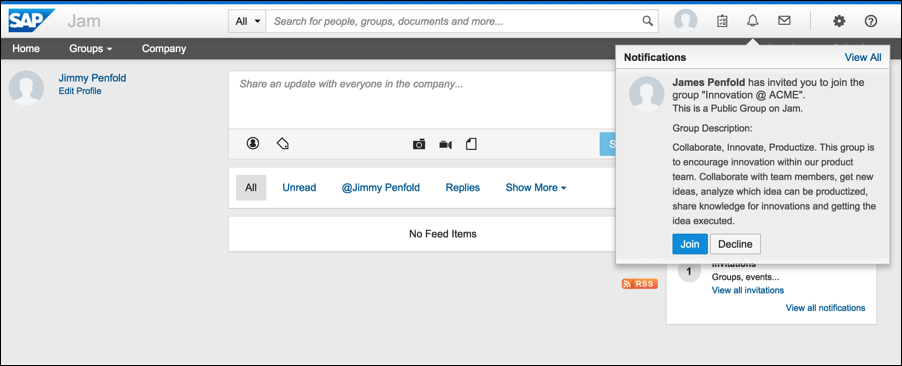 SAP Jam
All
Search for people, groups, documents and more...
Home Groups Company
Notifications View All
James Penfold has invited you to join the
group "Innovation @ ACME".
This is a Public Group on Jam.
Group Description:
Collaborate, Innovate, Productize. This group is
to encourage innovation within our product
team. Collaborate with team members, get new
ideas, analyze which idea can be productized,
share knowledge for innovations and getting the
idea executed.
Join Decline
Jimmy Penfold
Edit Profile
Share an update with everyone in the company...
All Unread @Jimmy Penfold Replies Show More
No Feed Items
RSS
1
Invitations
Groups, events...
View all invitations
View all notifications